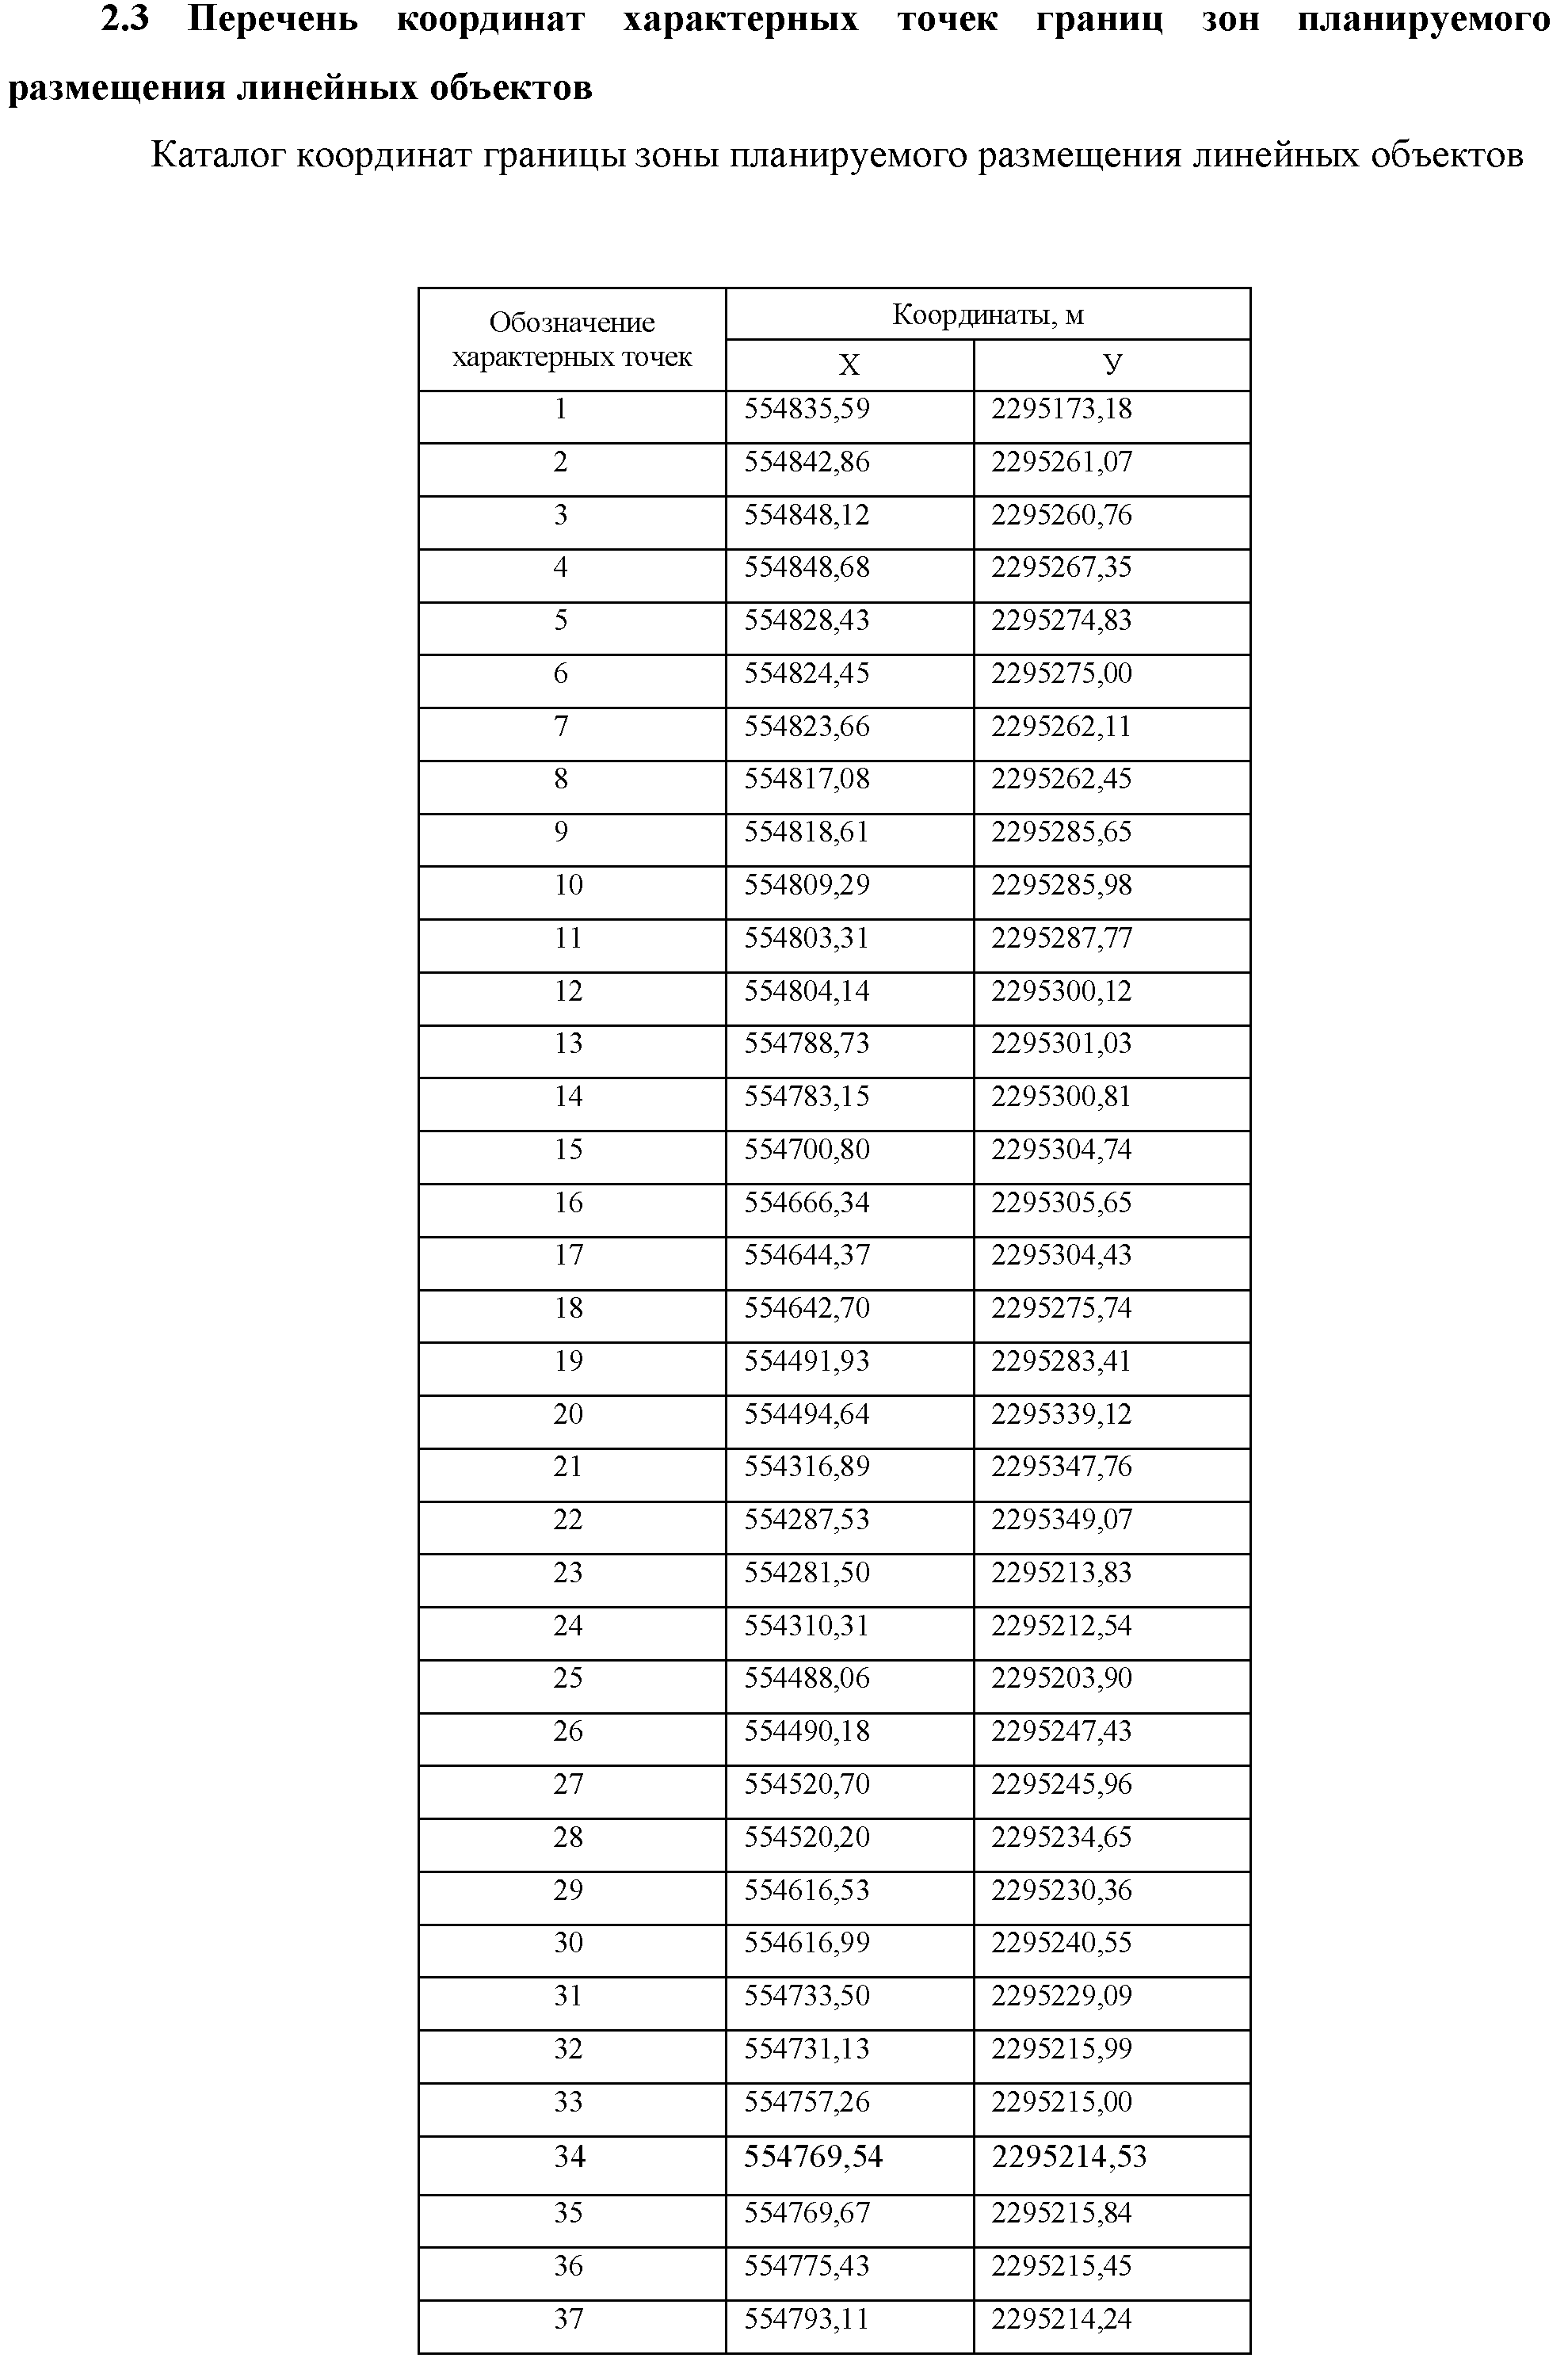 2.3 Перечень координат характерных точек границ зон планируемого
размещения линейных объектов
Каталог координат границы зоны планируемого размещения линейных объектов
Обозначение
характерных точек
Координаты, м
Х У
1 554835,59 2295173,18
2 554842,86 2295261,07
3 554848,12 2295260,76
4 554848,68 2295267,35
5 554828,43 2295274,83
6 554824,45 2295275,00
7 554823,66 2295262,11
8 554817,08 2295262,45
9 554818,61 2295285,65
10 554809,29 2295285,98
11 554803,31 2295287,77
12 554804,14 2295300,12
13 554788,73 2295301,03
14 554783,15 2295300,81
15 554700,80 2295304,74
16 554666,34 2295305,65
17 554644,37 2295304,43
18 554642,70 2295275,74
19 554491,93 2295283,41
20 554494,64 2295339,12
21 554316,89 2295347,76
22 554287,53 2295349,07
23 554281,50 2295213,83
24 554310,31 2295212,54
25 554488,06 2295203,90
26 554490,18 2295247,43
27 554520,70 2295245,96
28 554520,20 2295234,65
29 554616,53 2295230,36
30 554616,99 2295240,55
31 554733,50 2295229,09
32 554731,13 2295215,99
33 554757,26 2295215,00
34 554769,54 2295214,53
35 554769,67 2295215,84
36 554775,43 2295215,45
37 554793,11 2295214,24